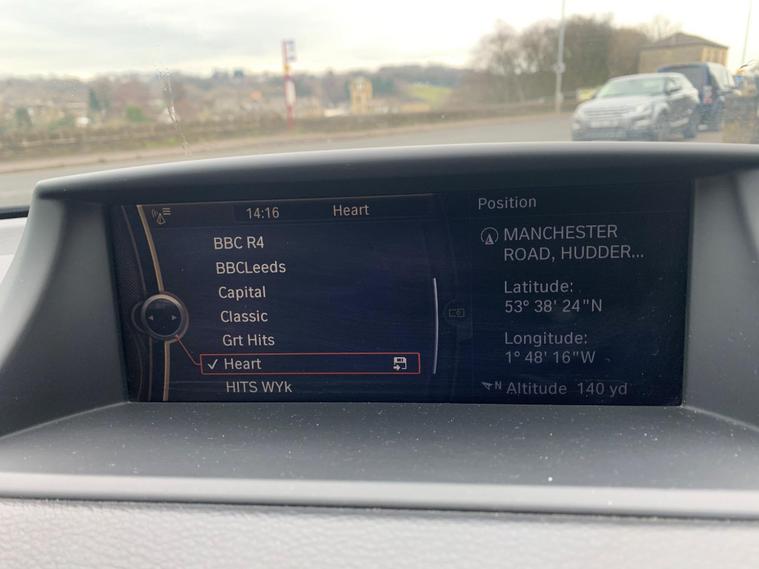 14:16 Heart
BBC R4
BBCLeeds
Capital
Classic
Grt Hits
✓ Heart
HITS WYk
Position
MANCHESTER
ROAD, HUDDER...
Latitude:
53° 38' 24"N
Longitude:
1° 48' 16"W
N Altitude 140 yd